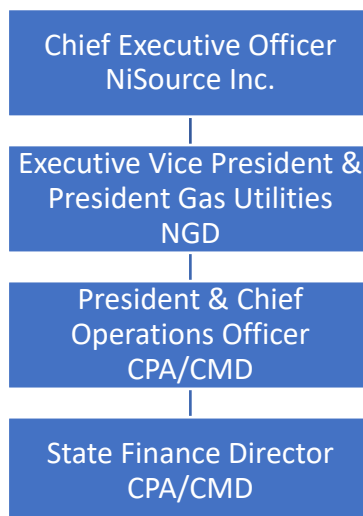 Chief Executive Officer
NiSource Inc.
Executive Vice President &
President Gas Utilities
NGD
President & Chief
Operations Officer
CPA/CMD
State Finance Director
CPA/CMD